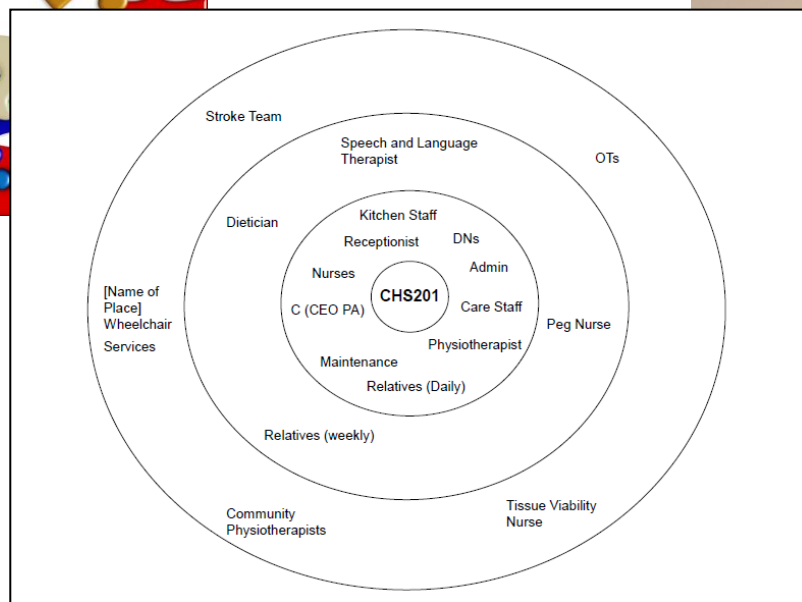 Stroke Team
Speech and Language
Therapist
OTs
Dietician
Kitchen Staff
Receptionist
DNs
Nurses
Admin
CHS201
[Name of
Place]
Wheelchair
Services
C (CEO PA)
Care Staff
Physiotherapist
Peg Nurse
Maintenance
Relatives (Daily)
Relatives (weekly)
Community
Physiotherapists
Tissue Viability
Nurse